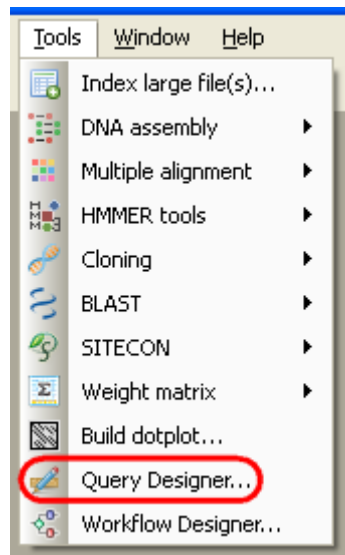 Tools Window Help
Index large file(s)...
DNA assembly
Multiple alignment
HMMER tools
Cloning
BLAST
SITECON
Weight matrix
Build dotplot...
Query Designer...
Workflow Designer...